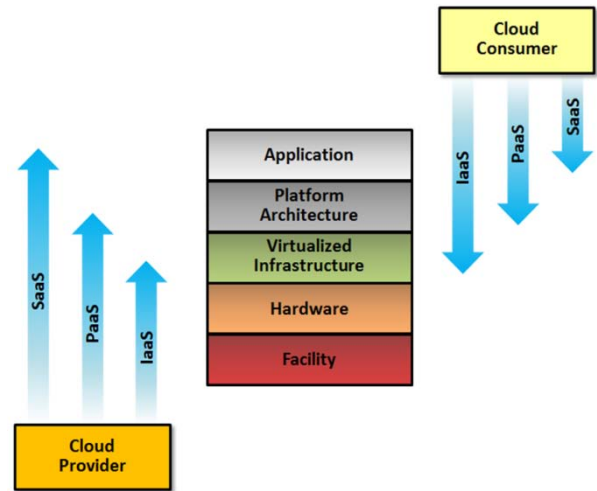 Cloud
Consumer
IaaS
PaaS
SaaS
Application
Platform
Architecture
Virtualized
Infrastructure
Hardware
Facility
SaaS
PaaS
IaaS
Cloud
Provider